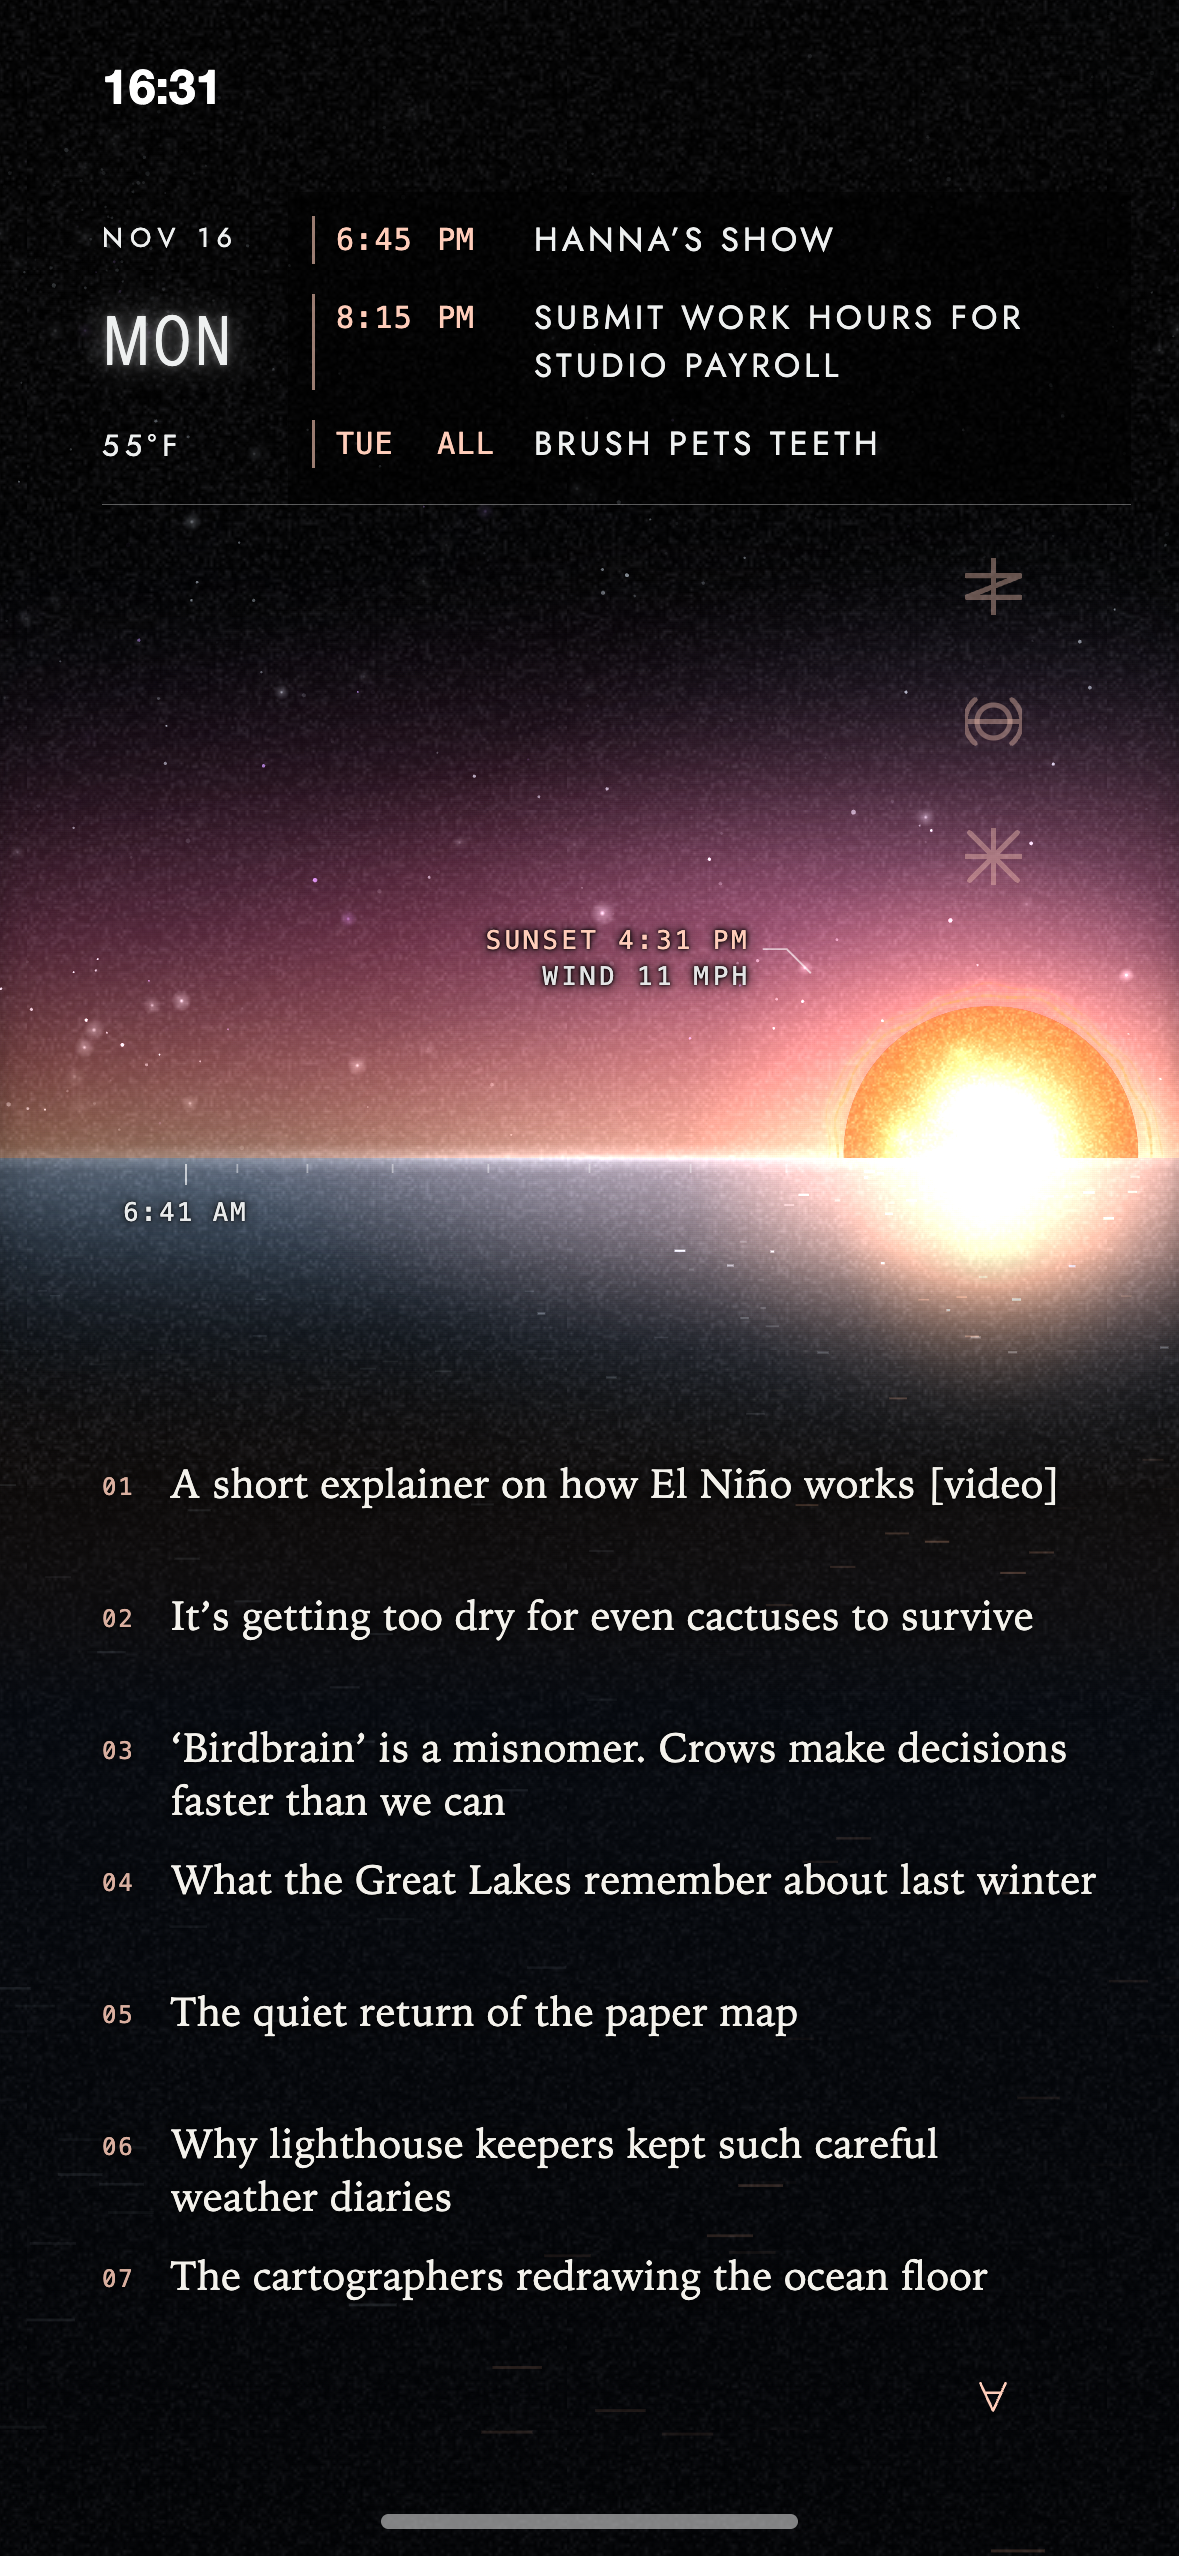 16:31
NOV 16
MON
55°F
6:45 PM HANNA’S SHOW
8:15 PM SUBMIT WORK HOURS FOR
STUDIO PAYROLL
TUE ALL BRUSH PETS TEETH
SUNSET 4:31 PM
WIND 11 MPH
6:41 AM
01 A short explainer on how El Niño works [video]
02 It’s getting too dry for even cactuses to survive
03 ‘Birdbrain’ is a misnomer. Crows make decisions
faster than we can
04 What the Great Lakes remember about last winter
05 The quiet return of the paper map
06 Why lighthouse keepers kept such careful
weather diaries
07 The cartographers redrawing the ocean floor